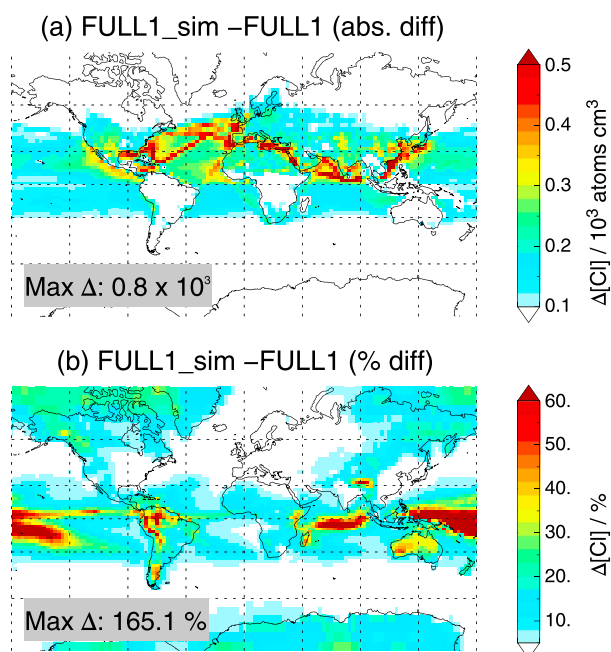 (a) FULL1_sim −FULL1 (abs. diff)
Max Δ: 0.8 x 10³
0.5
0.4
0.3
0.2
0.1
Δ[Cl] / 10³ atoms cm³
(b) FULL1_sim −FULL1 (% diff)
Max Δ: 165.1 %
60.
50.
40.
30.
20.
10.
Δ[Cl] / %